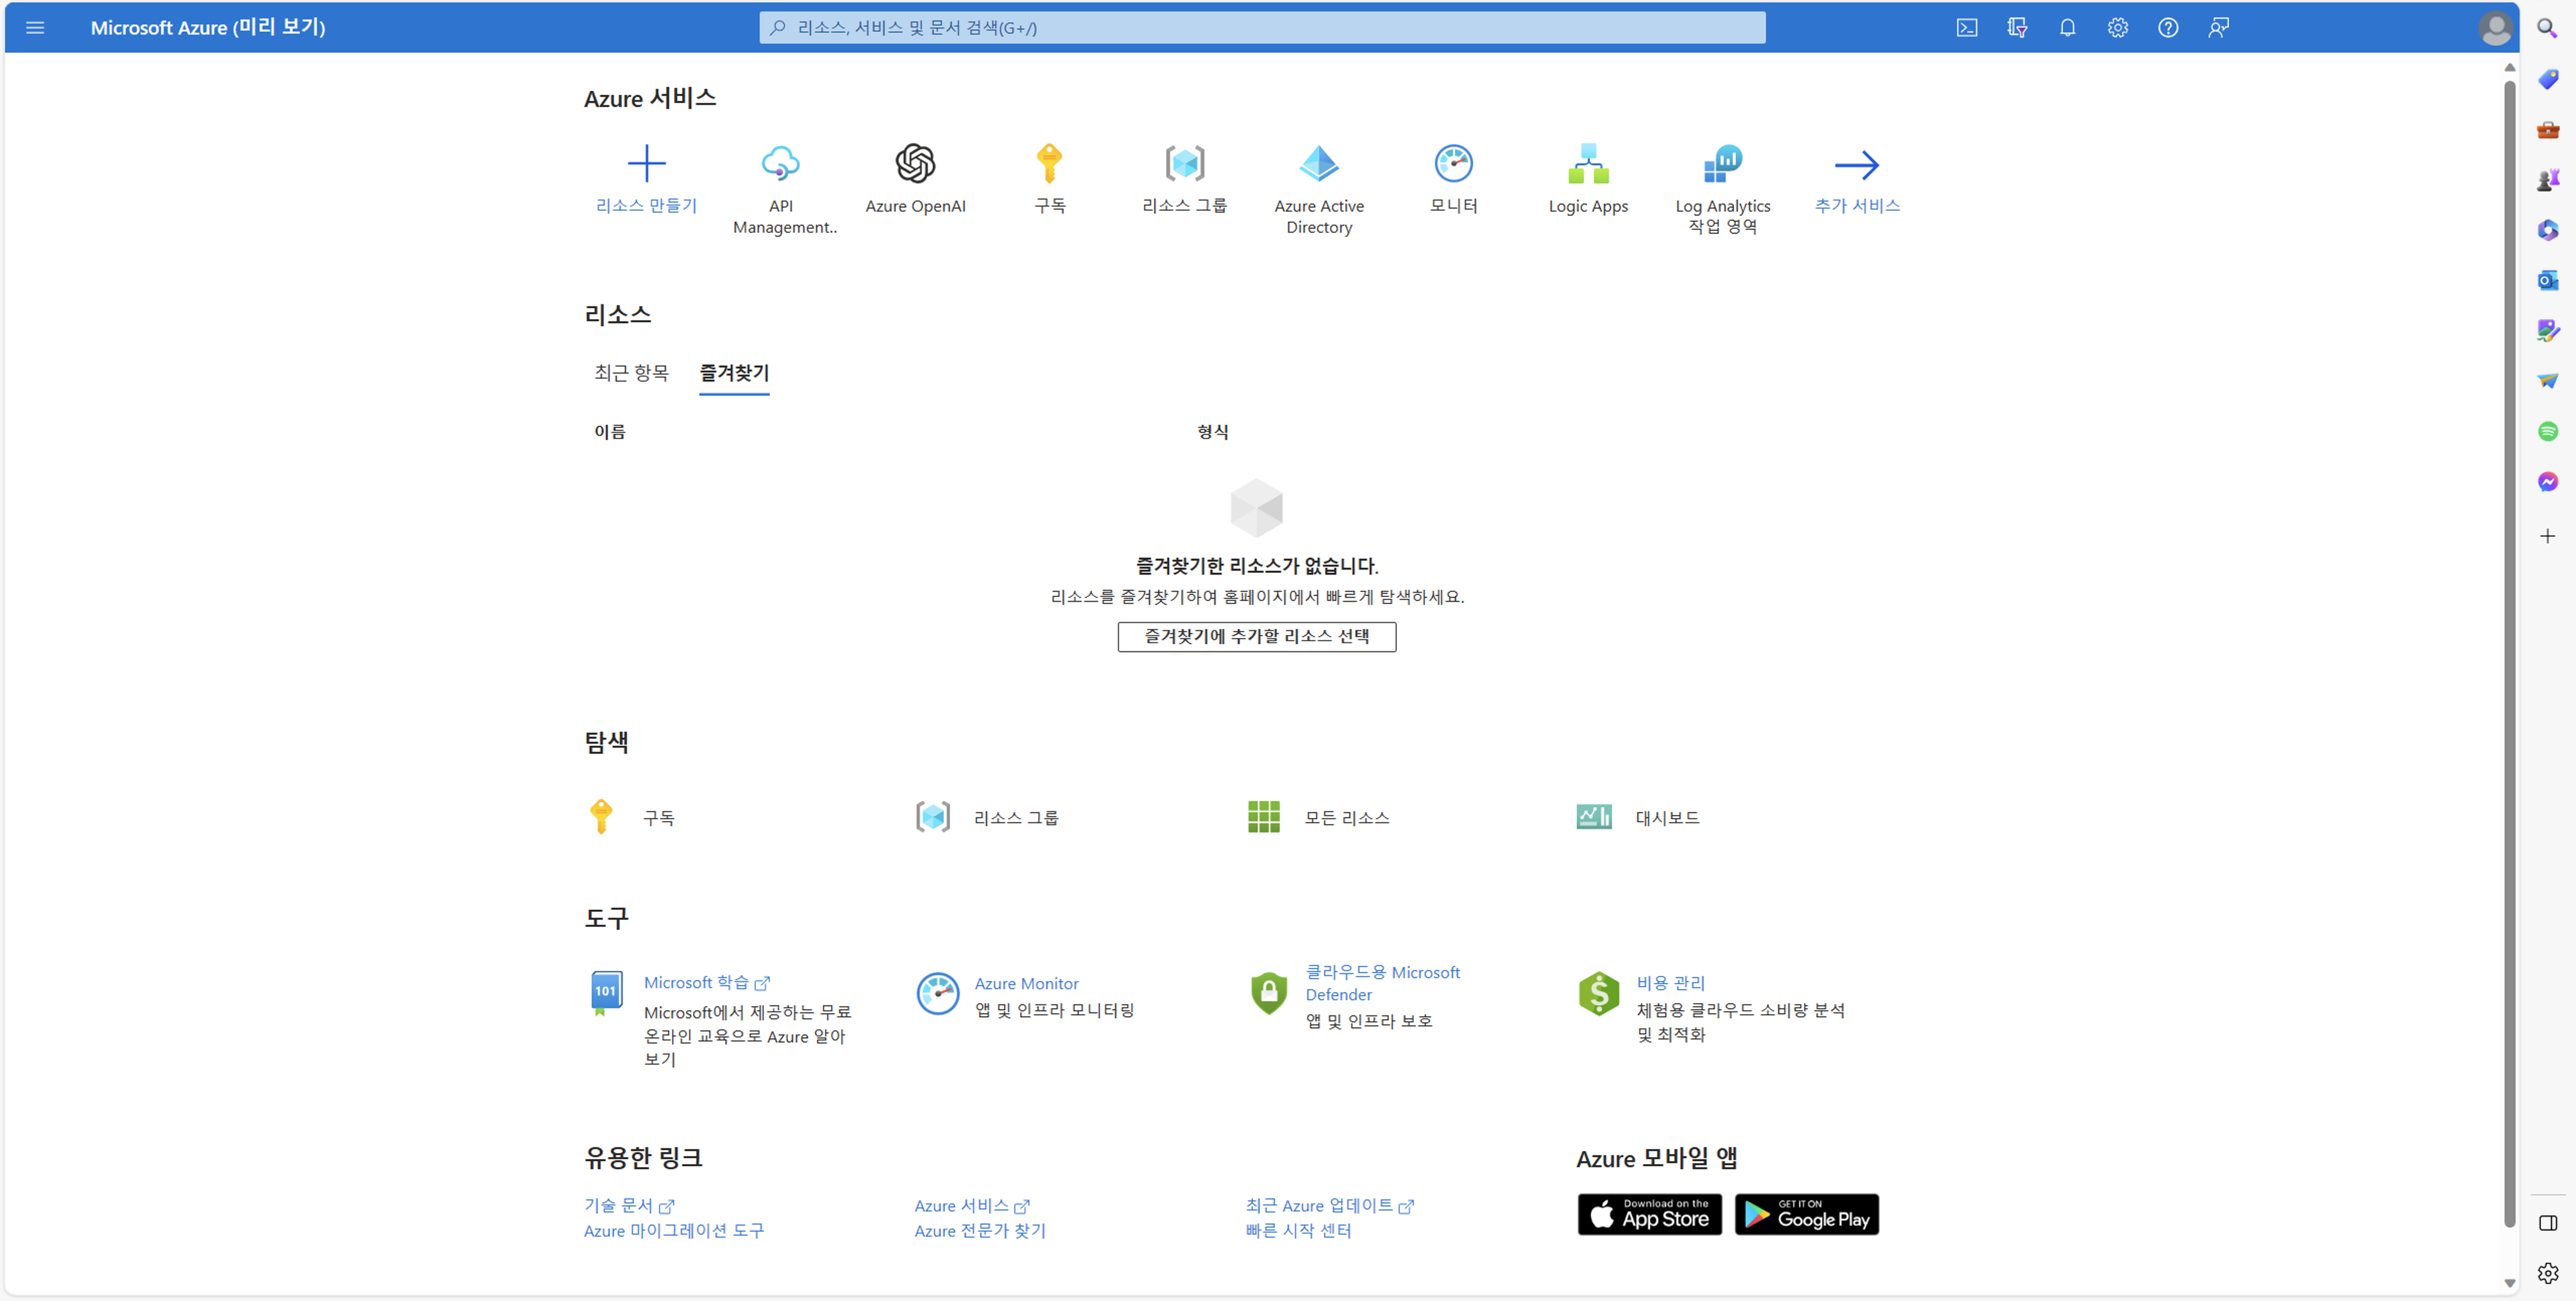 Microsoft Azure (미리 보기)
리소스, 서비스 및 문서 검색(G+/)
Azure 서비스
리소스 만들기
API
Management..
Azure OpenAI
구독
리소스 그룹
Azure Active
Directory
모니터
Logic Apps
Log Analytics
작업 영역
추가 서비스
리소스
최근 항목
즐겨찾기
이름
형식
즐겨찾기한 리소스가 없습니다.
리소스를 즐겨찾기하여 홈페이지에서 빠르게 탐색하세요.
즐겨찾기에 추가할 리소스 선택
탐색
구독
리소스 그룹
모든 리소스
대시보드
도구
101
Microsoft 학습
Microsoft에서 제공하는 무료
온라인 교육으로 Azure 알아
보기
Azure Monitor
앱 및 인프라 모니터링
클라우드용 Microsoft
Defender
앱 및 인프라 보호
비용 관리
체험용 클라우드 소비량 분석
및 최적화
유용한 링크
기술 문서
Azure 마이그레이션 도구
Azure 서비스
Azure 전문가 찾기
최근 Azure 업데이트
빠른 시작 센터
Azure 모바일 앱
Download on the
App Store
GET IT ON
Google Play